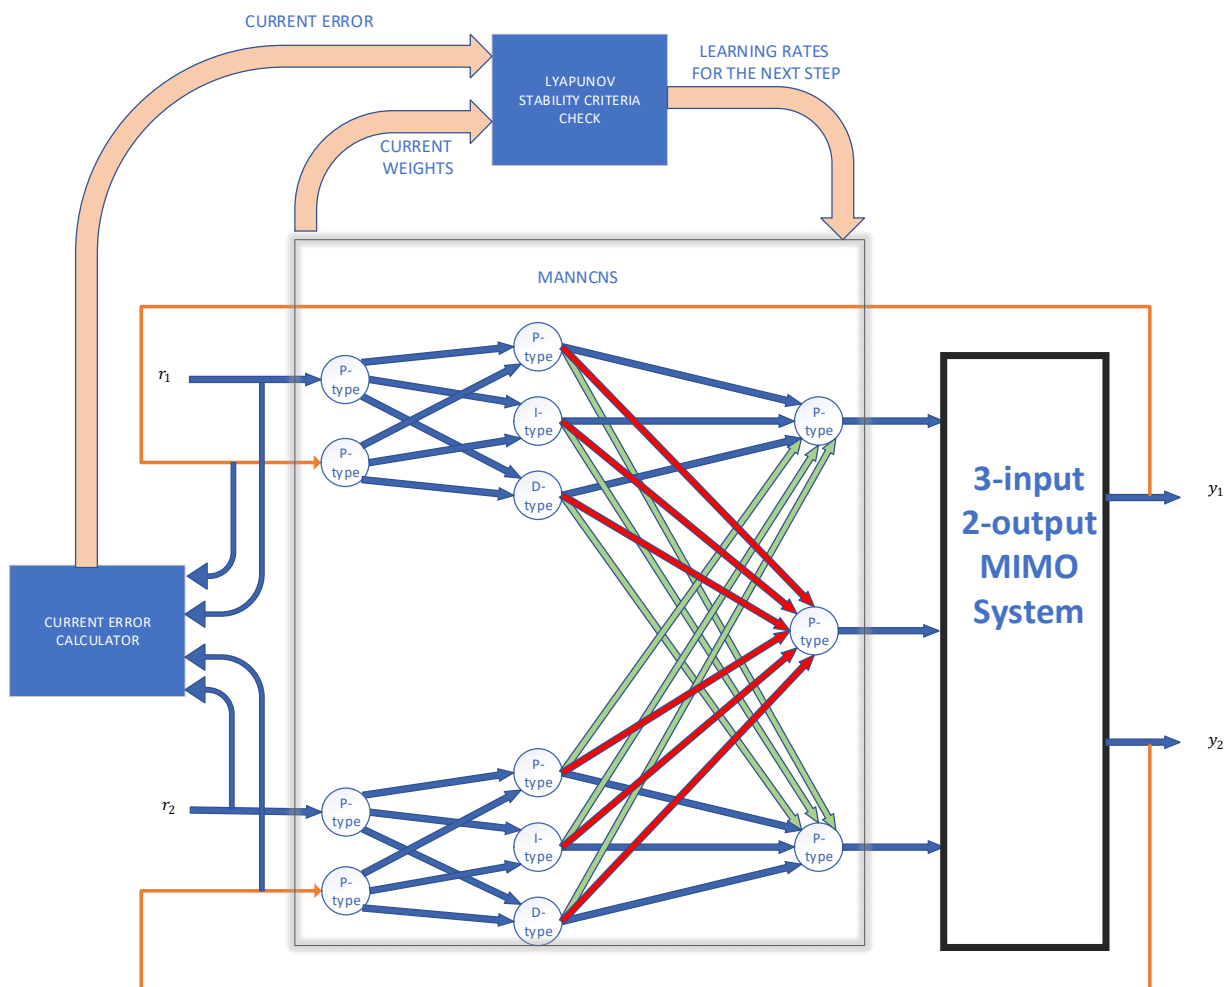 CURRENT ERROR
LYAPUNOV
STABILITY CRITERIA
CHECK
LEARNING RATES
FOR THE NEXT STEP
CURRENT
WEIGHTS
MANNCNS
P-
type
P-
type
I-
type
D-
type
P-
type
P-
type
r1
3-input
2-output
MIMO
System
y1
CURRENT ERROR
CALCULATOR
P-
type
y2
r2
P-
type
P-
type
I-
type
D-
type
P-
type
P-
type